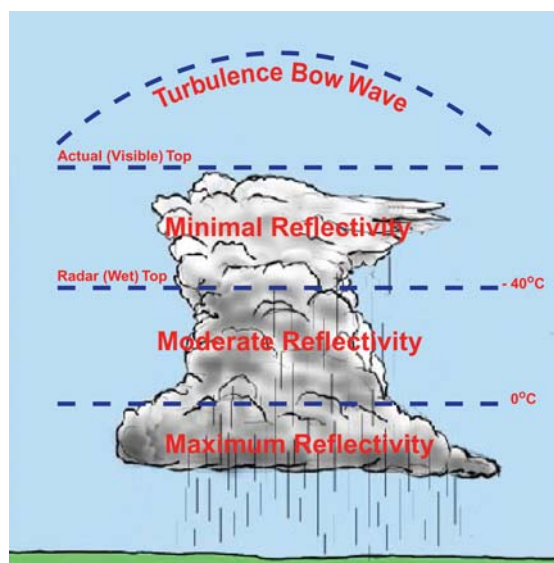 Turbulence Bow Wave
Actual (Visible) Top
Minimal Reflectivity
Radar (Wet) Top
- 40°C
Moderate Reflectivity
0°C
Maximum Reflectivity